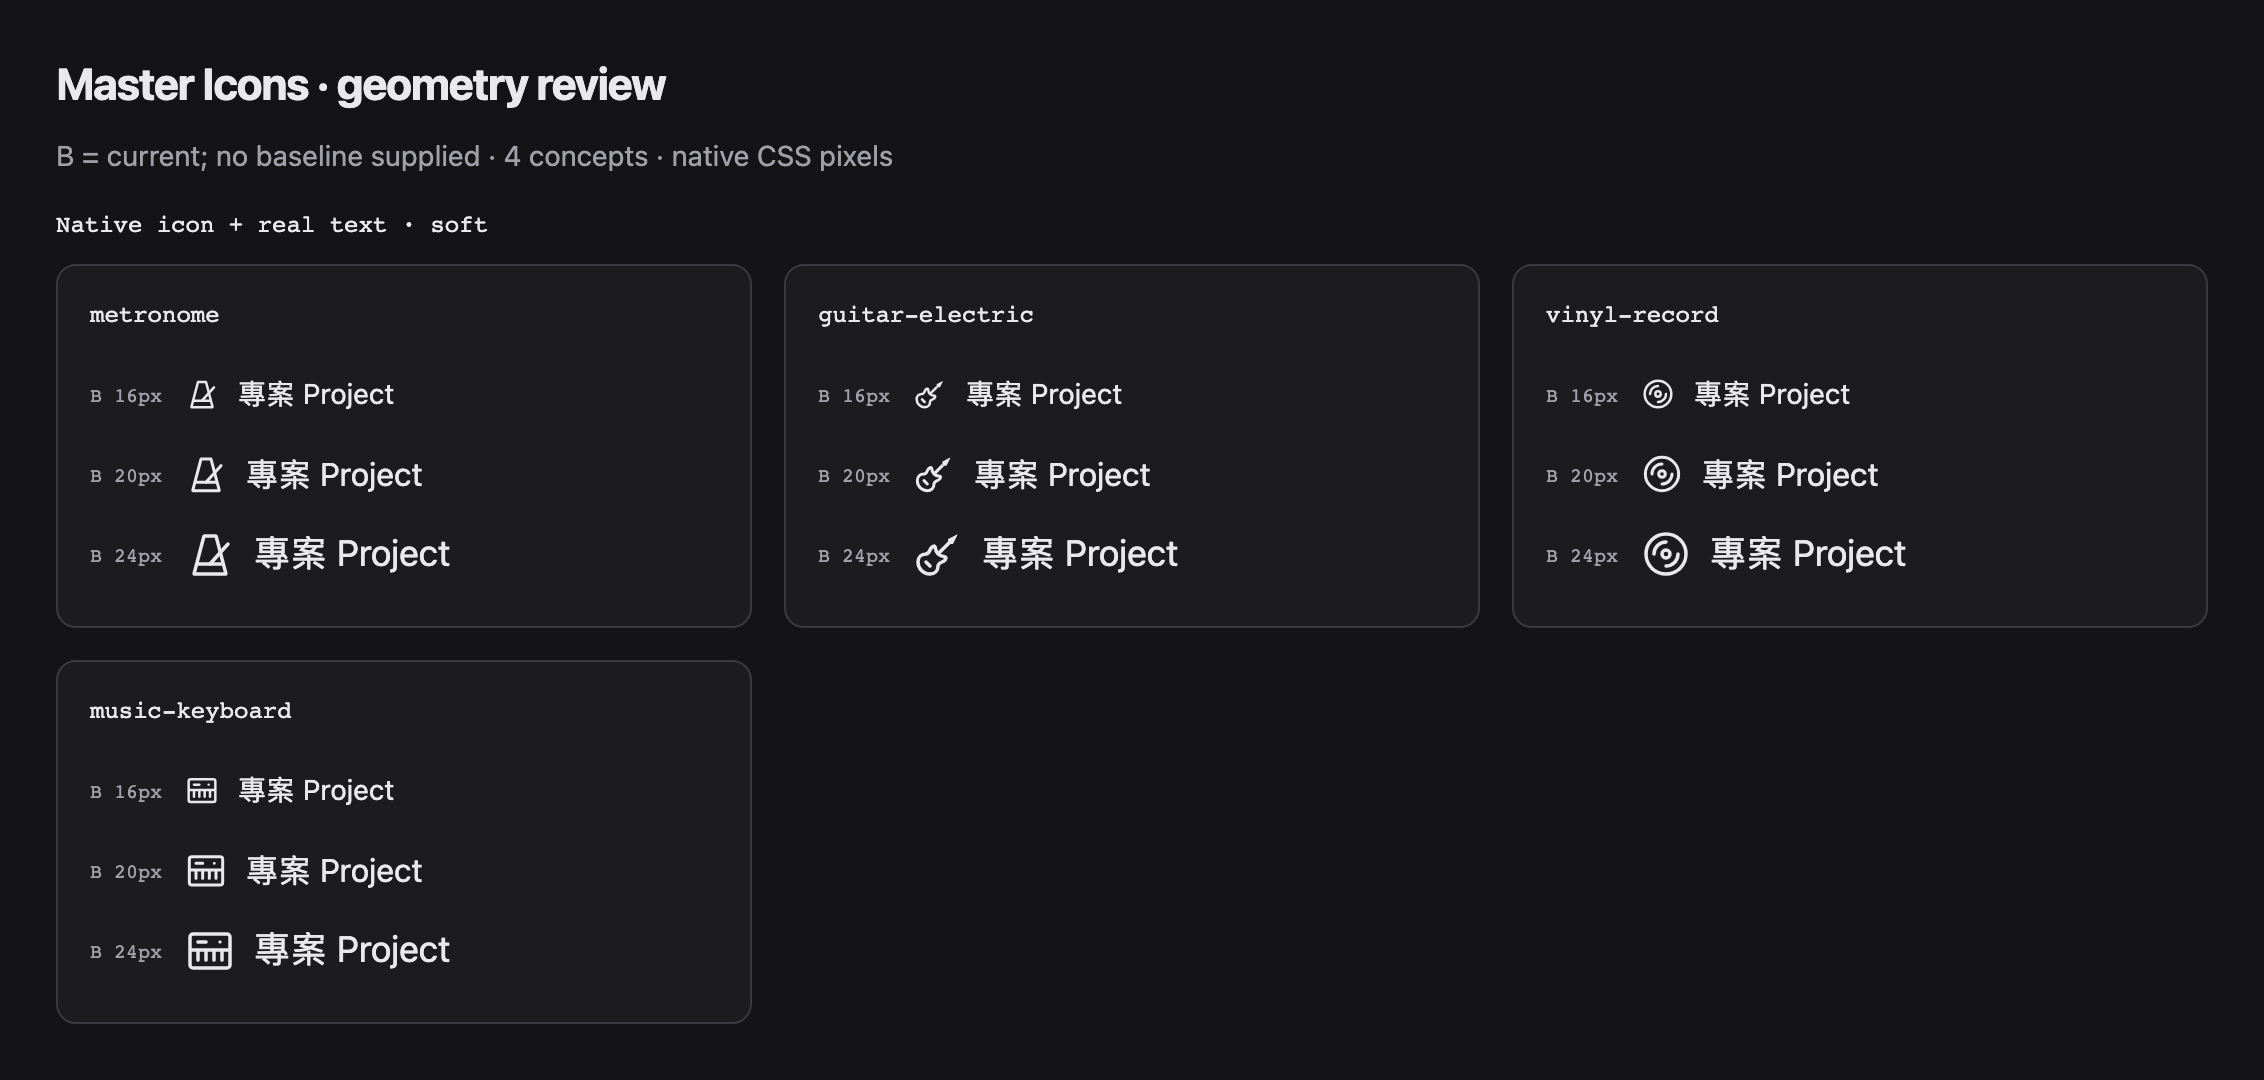 Master Icons · geometry review
B = current; no baseline supplied · 4 concepts · native CSS pixels
Native icon + real text · soft
metronome
B 16px 專案 Project
B 20px 專案 Project
B 24px 專案 Project
guitar-electric
B 16px 專案 Project
B 20px 專案 Project
B 24px 專案 Project
vinyl-record
B 16px 專案 Project
B 20px 專案 Project
B 24px 專案 Project
music-keyboard
B 16px 專案 Project
B 20px 專案 Project
B 24px 專案 Project